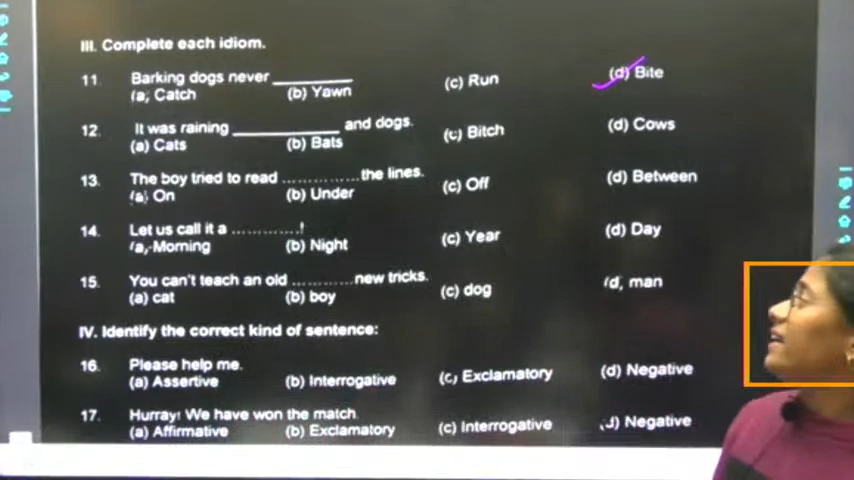 III. Complete each idiom.
11. Barking dogs never __________
(a) Catch (b) Yawn (c) Run (d) Bite
12. It was raining ______________ and dogs.
(a) Cats (b) Bats (c) Bitch (d) Cows
13. The boy tried to read .............. the lines.
(a) On (b) Under (c) Off (d) Between
14. Let us call it a ............!
(a) Morning (b) Night (c) Year (d) Day
15. You can't teach an old ............ new tricks.
(a) cat (b) boy (c) dog (d) man
IV. Identify the correct kind of sentence:
16. Please help me.
(a) Assertive (b) Interrogative (c) Exclamatory (d) Negative
17. Hurray! We have won the match
(a) Affirmative (b) Exclamatory (c) Interrogative (d) Negative